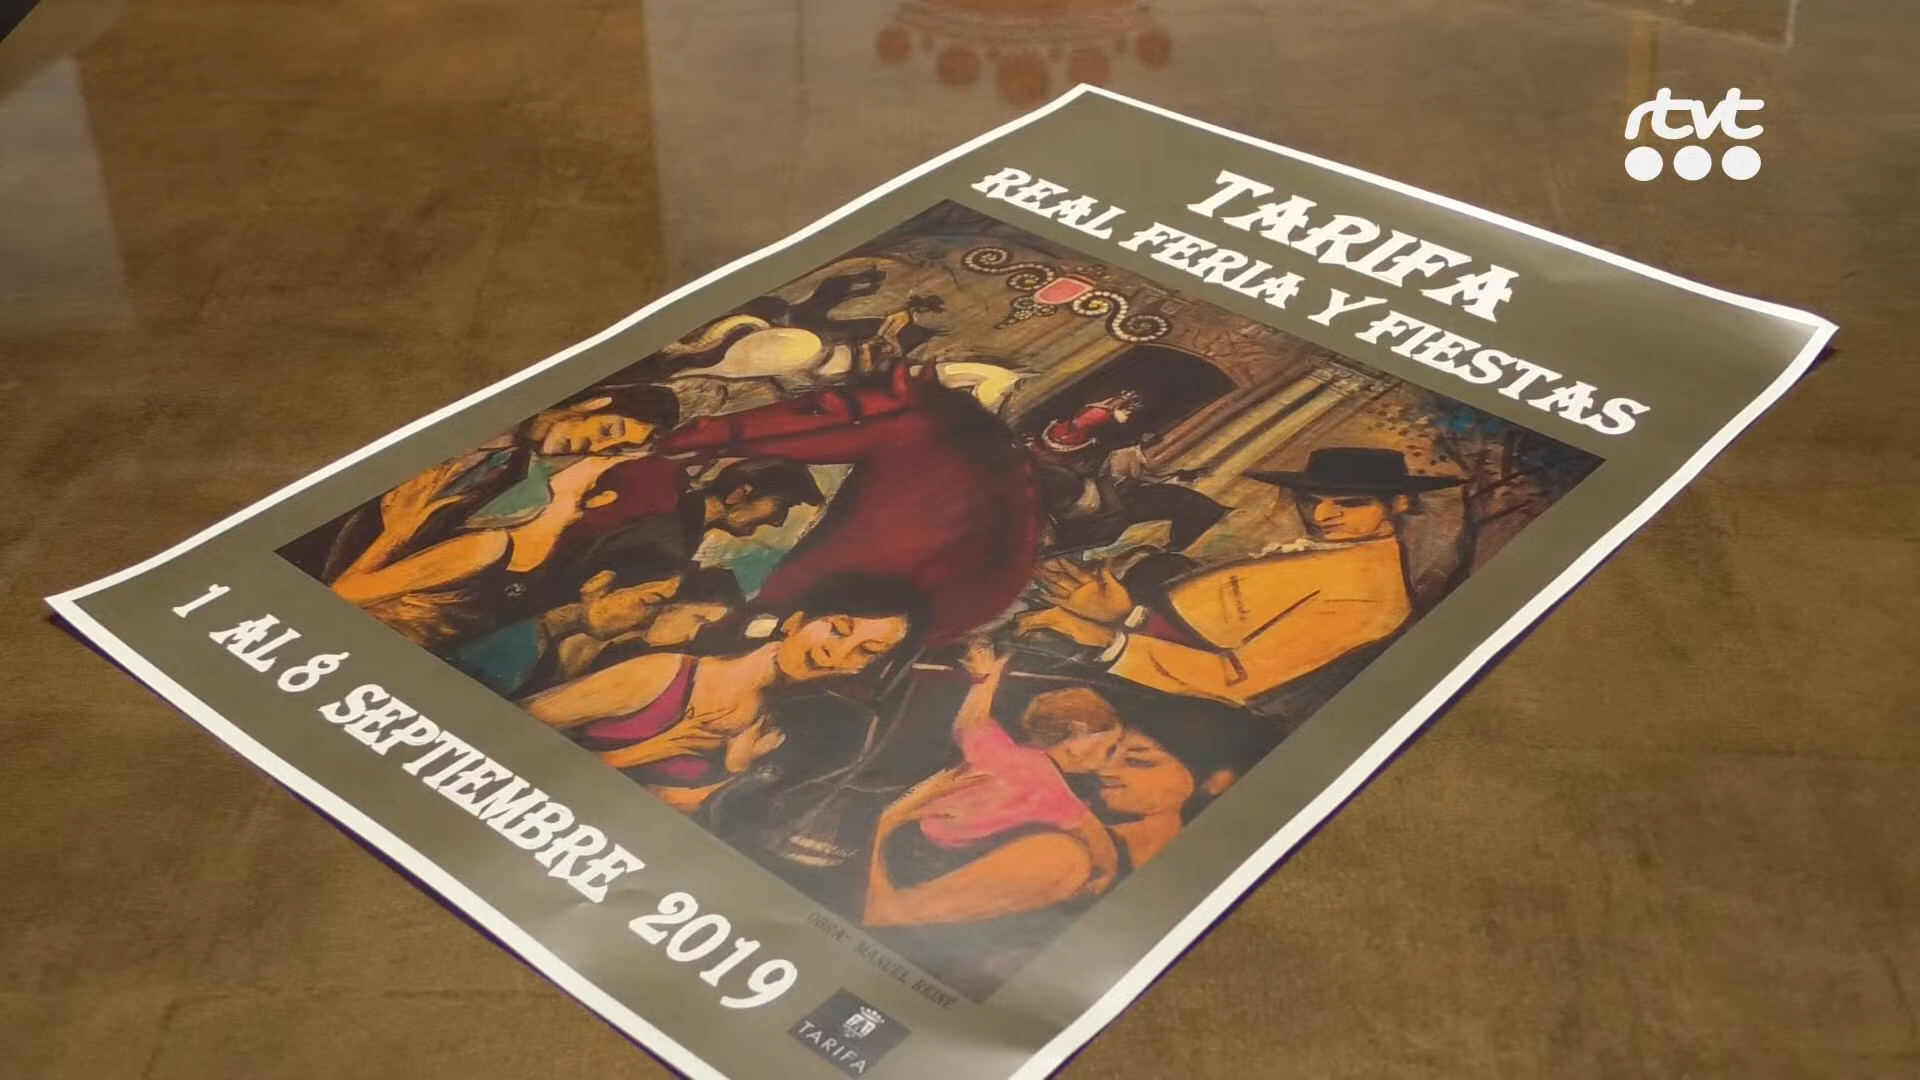 rtvt
TARIFA
REAL FERIA Y FIESTAS
1 AL 8 SEPTIEMBRE 2019
OBRA: MANUEL REINÉ
TARIFA